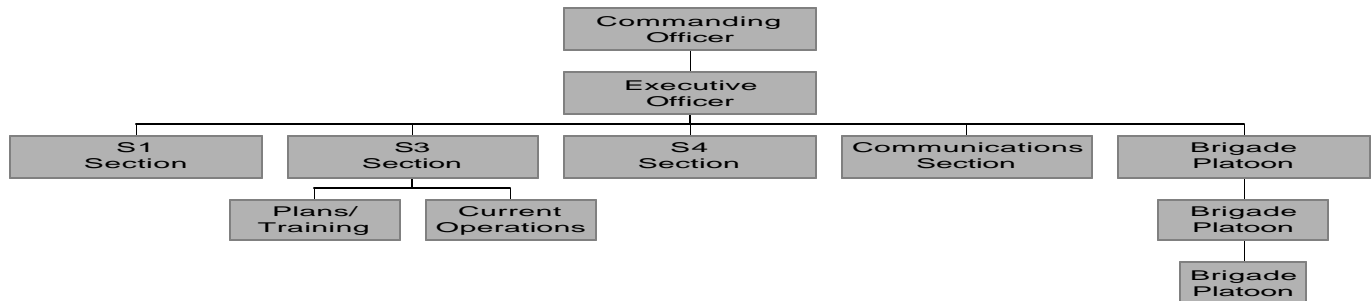 Commanding
Officer
Executive
Officer
S1
Section
S3
Section
S4
Section
Communications
Section
Brigade
Platoon
Plans/
Training
Current
Operations
Brigade
Platoon
Brigade
Platoon